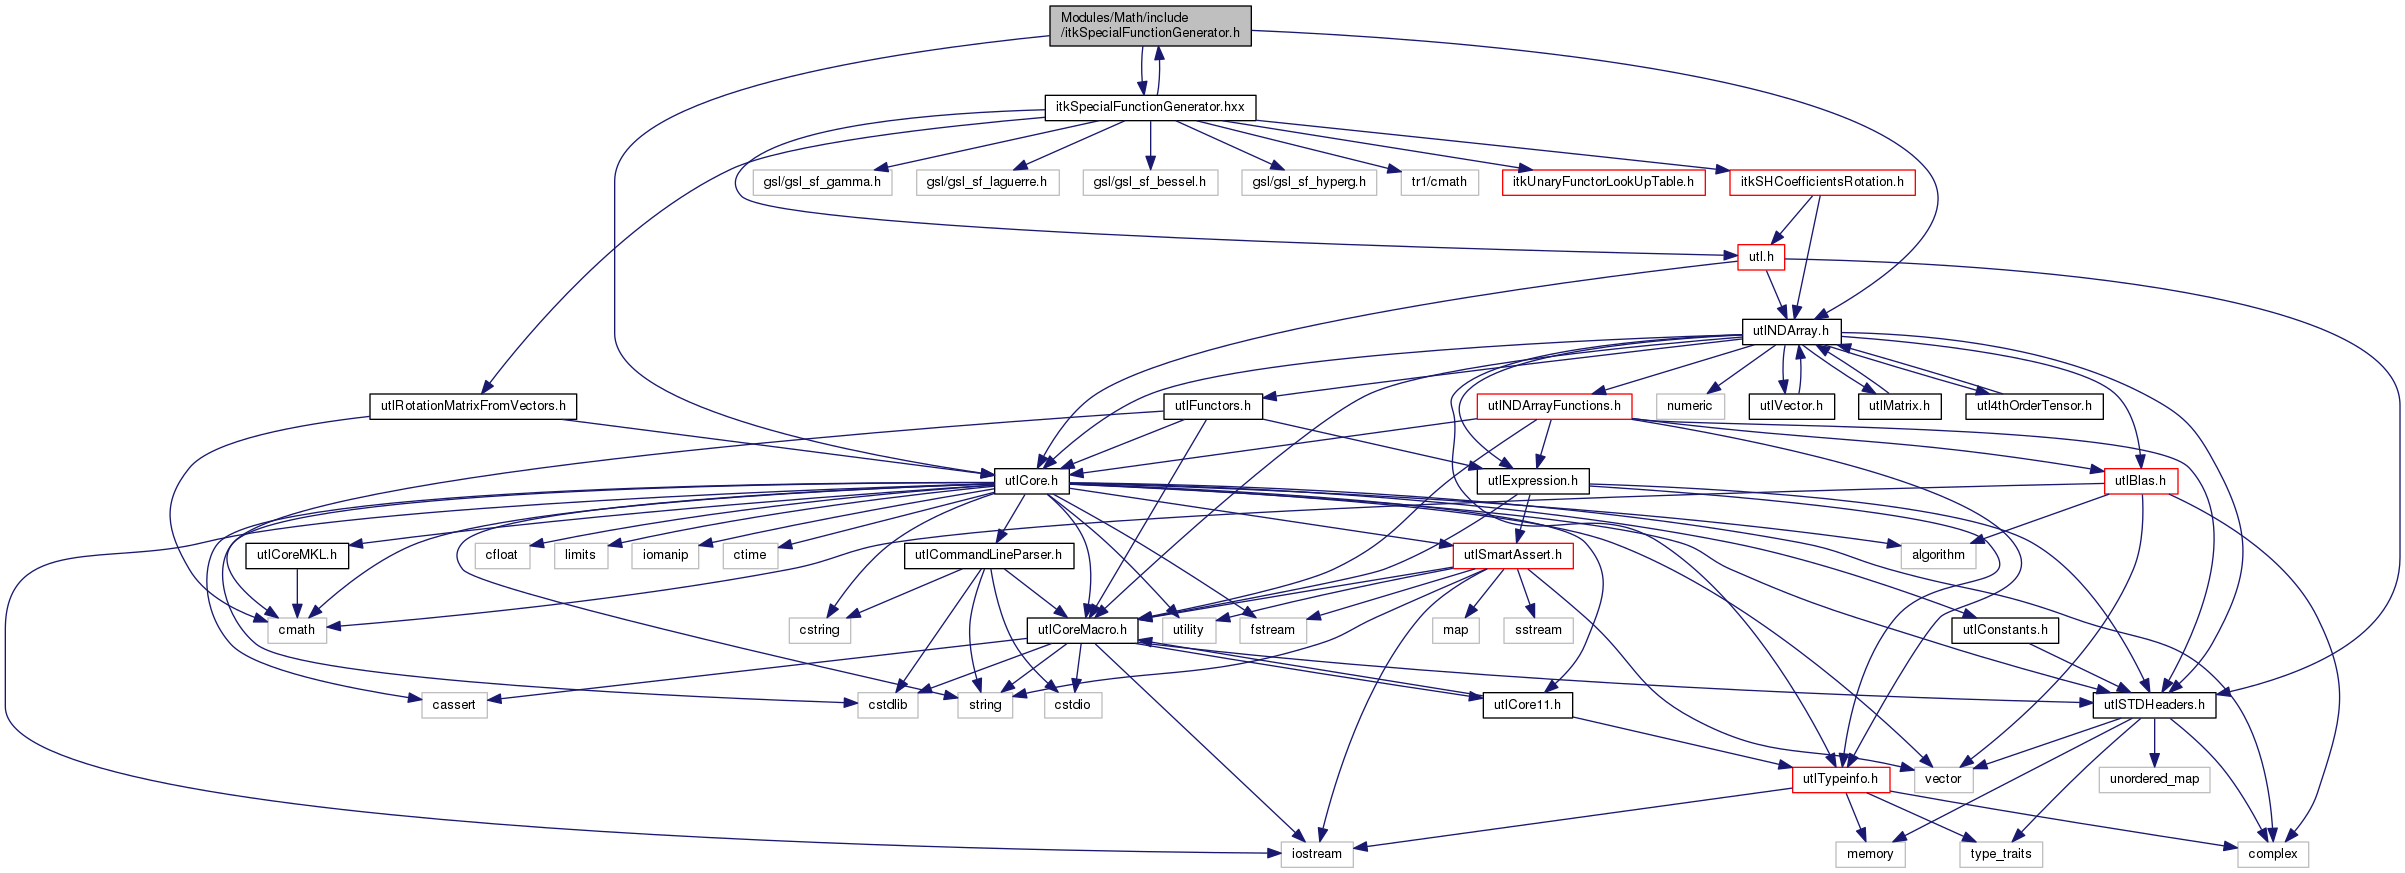 Modules/Math/include
/itkSpecialFunctionGenerator.h
itkSpecialFunctionGenerator.hxx
gsl/gsl_sf_gamma.h
gsl/gsl_sf_laguerre.h
gsl/gsl_sf_bessel.h
gsl/gsl_sf_hyperg.h
tr1/cmath
itkUnaryFunctorLookUpTable.h
itkSHCoefficientsRotation.h
utl.h
utlNDArray.h
utlRotationMatrixFromVectors.h
utlFunctors.h
utlNDArrayFunctions.h
numeric
utlVector.h
utlMatrix.h
utl4thOrderTensor.h
utlCore.h
utlExpression.h
utlBlas.h
utlCoreMKL.h
cfloat
limits
iomanip
ctime
utlCommandLineParser.h
utlSmartAssert.h
algorithm
cmath
cstring
utlCoreMacro.h
utility
fstream
map
sstream
utlConstants.h
cassert
cstdlib
string
cstdio
utlCore11.h
utlSTDHeaders.h
utlTypeinfo.h
vector
unordered_map
iostream
memory
type_traits
complex